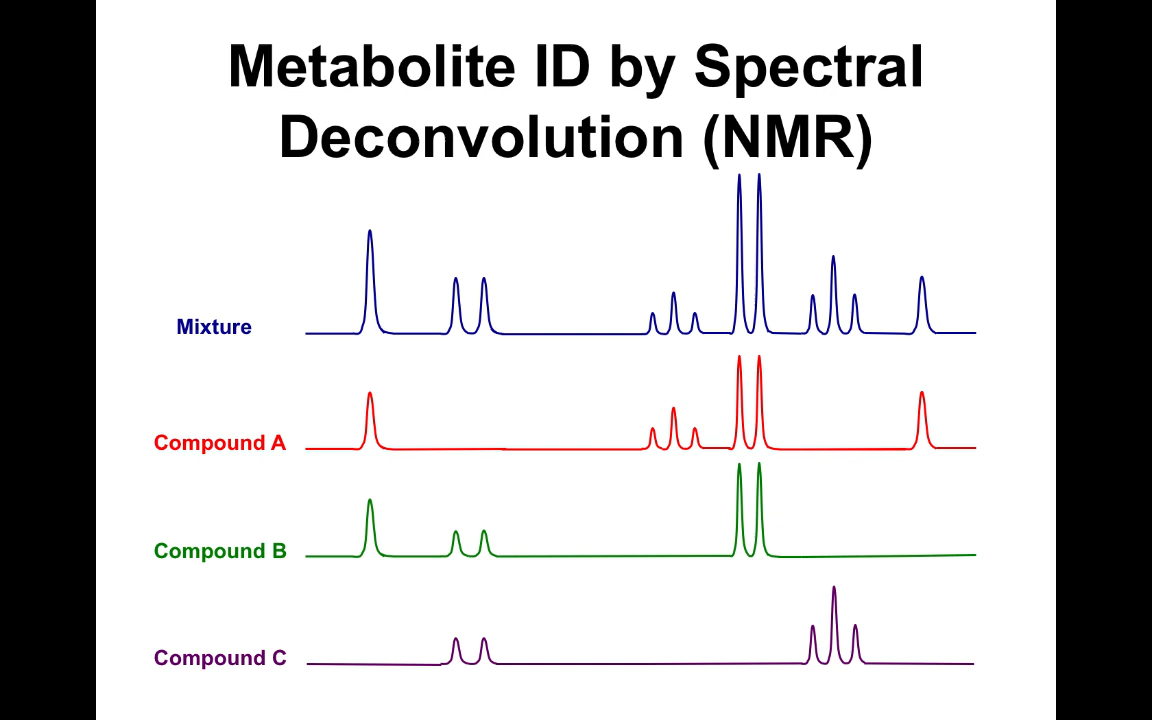 Metabolite ID by Spectral
Deconvolution (NMR)
Mixture
Compound A
Compound B
Compound C